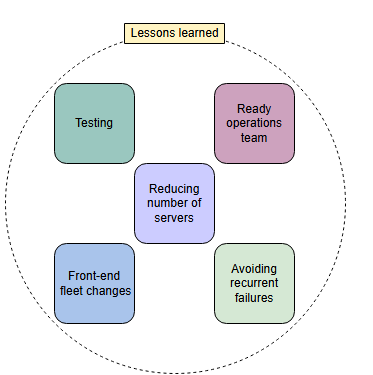 Lessons learned
Testing
Ready
operations
team
Reducing
number of
servers
Front-end
fleet changes
Avoiding
recurrent
failures